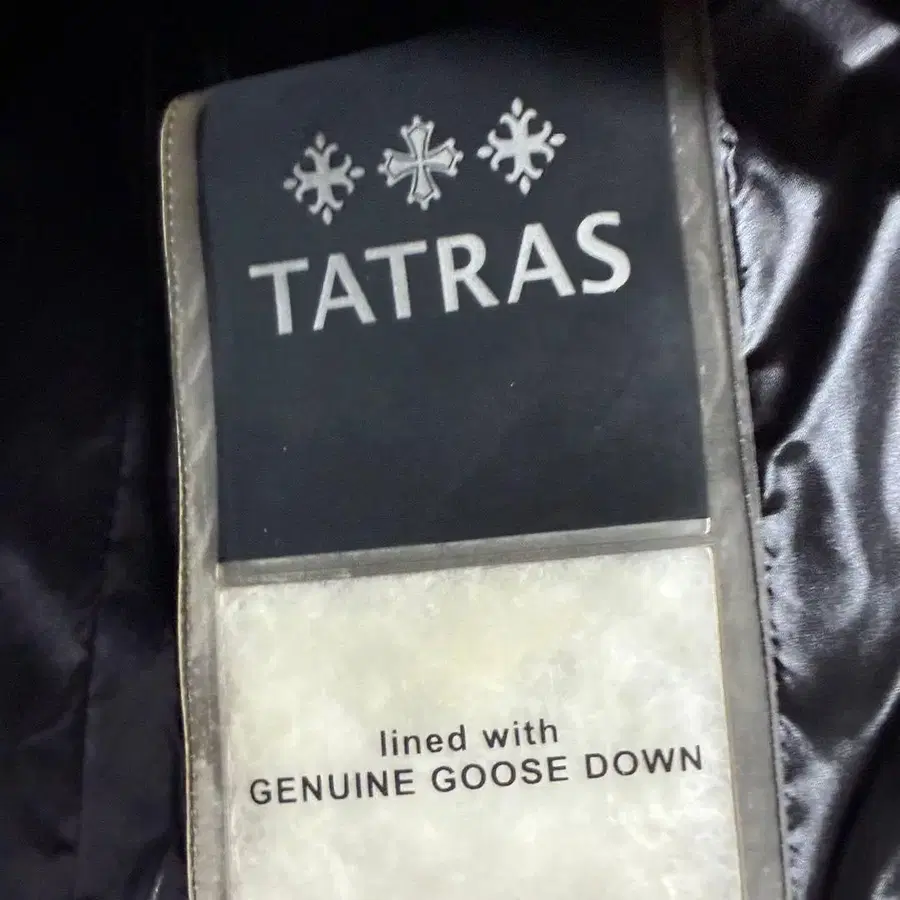 TATRAS
lined with
GENUINE GOOSE DOWN